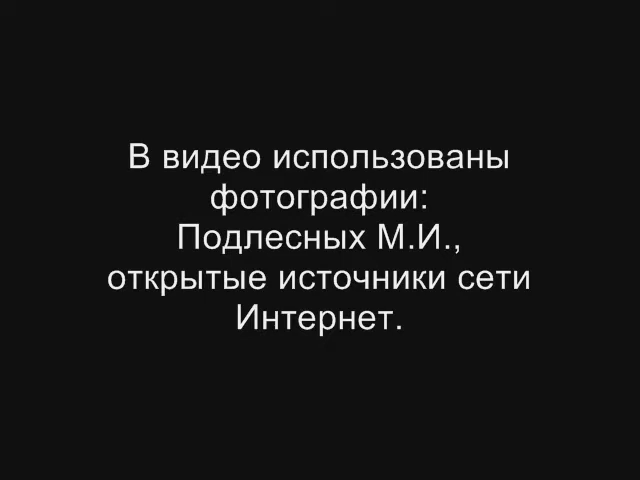 В видео использованы
фотографии:
Подлесных М.И.,
открытые источники сети
Интернет.